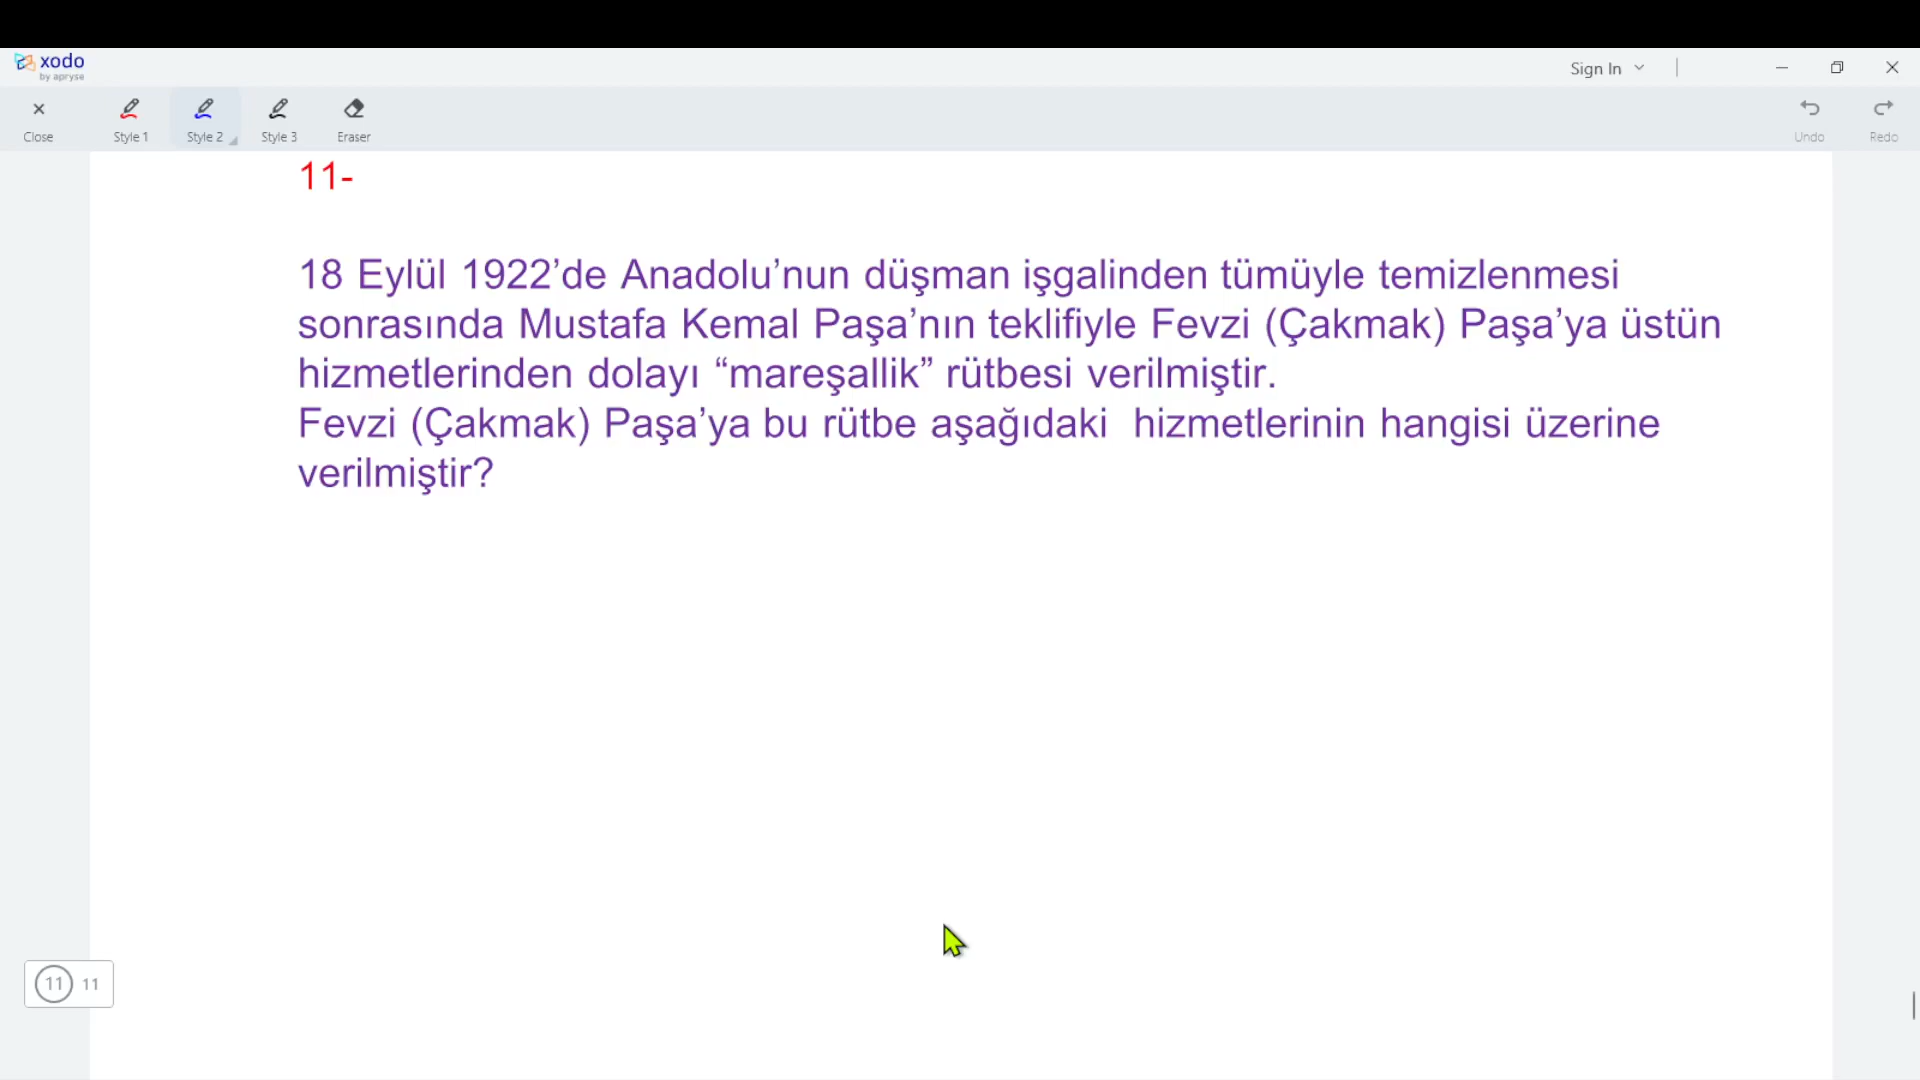 xodo
by apryse
Sign In
Close
Style 1
Style 2
Style 3
Eraser
Undo
Redo
11-
18 Eylül 1922’de Anadolu’nun düşman işgalinden tümüyle temizlenmesi
sonrasında Mustafa Kemal Paşa’nın teklifiyle Fevzi (Çakmak) Paşa’ya üstün
hizmetlerinden dolayı “mareşallik” rütbesi verilmiştir.
Fevzi (Çakmak) Paşa’ya bu rütbe aşağıdaki  hizmetlerinin hangisi üzerine
verilmiştir?
11 11